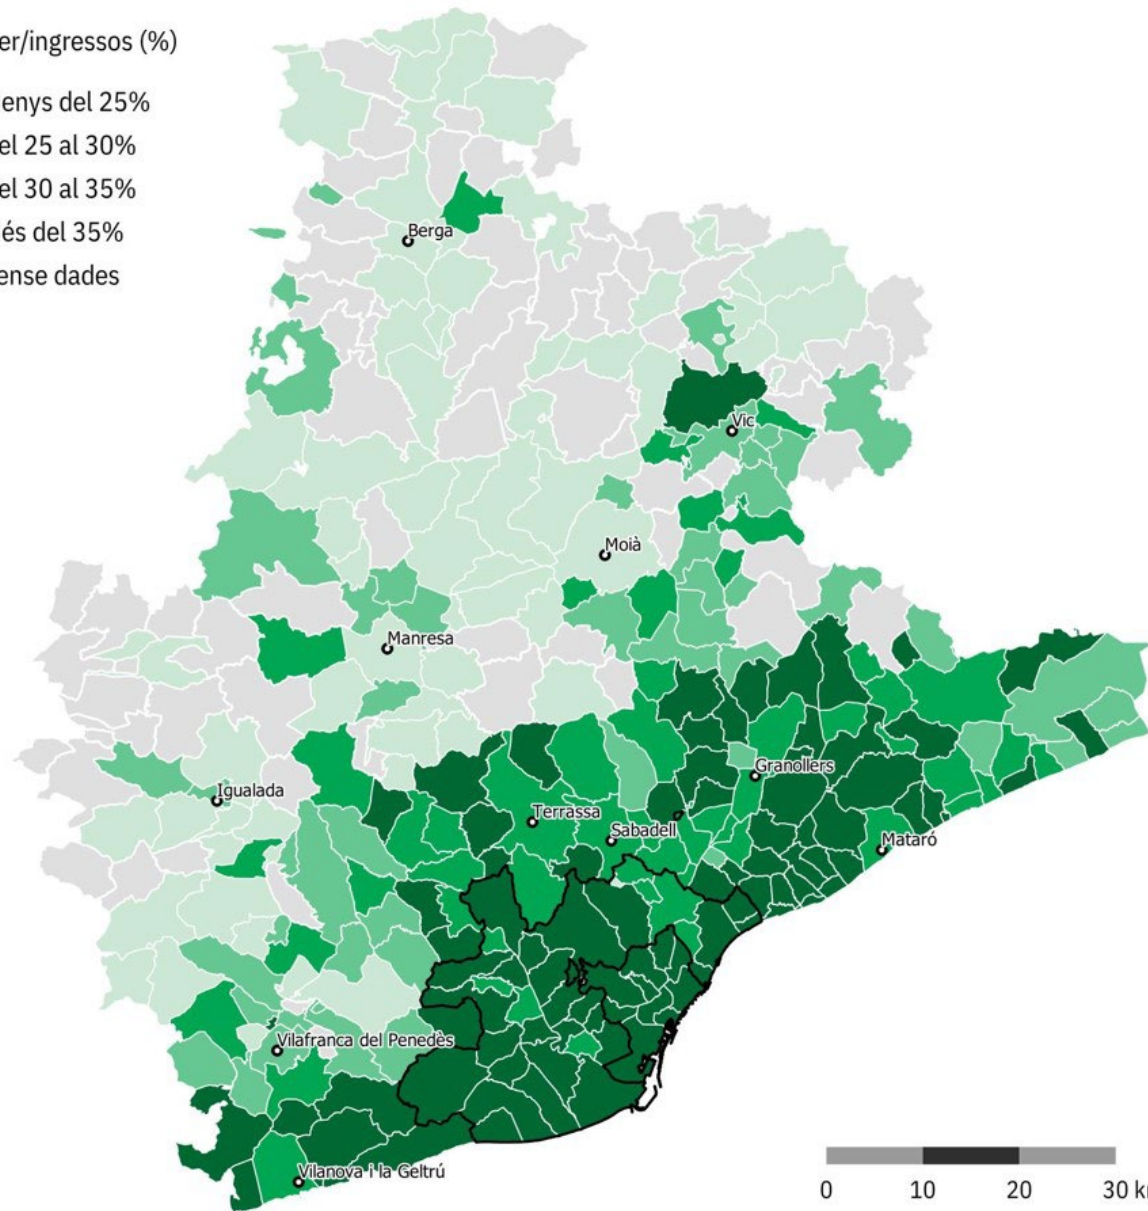 er/ingressos (%)
enys del 25%
el 25 al 30%
el 30 al 35%
és del 35%
ense dades
Berga
Vic
Moià
Manresa
Igualada
Granollers
Terrassa
Sabadell
Mataró
Vilafranca del Penedès
Vilanova i la Geltrú
0 10 20 30 k